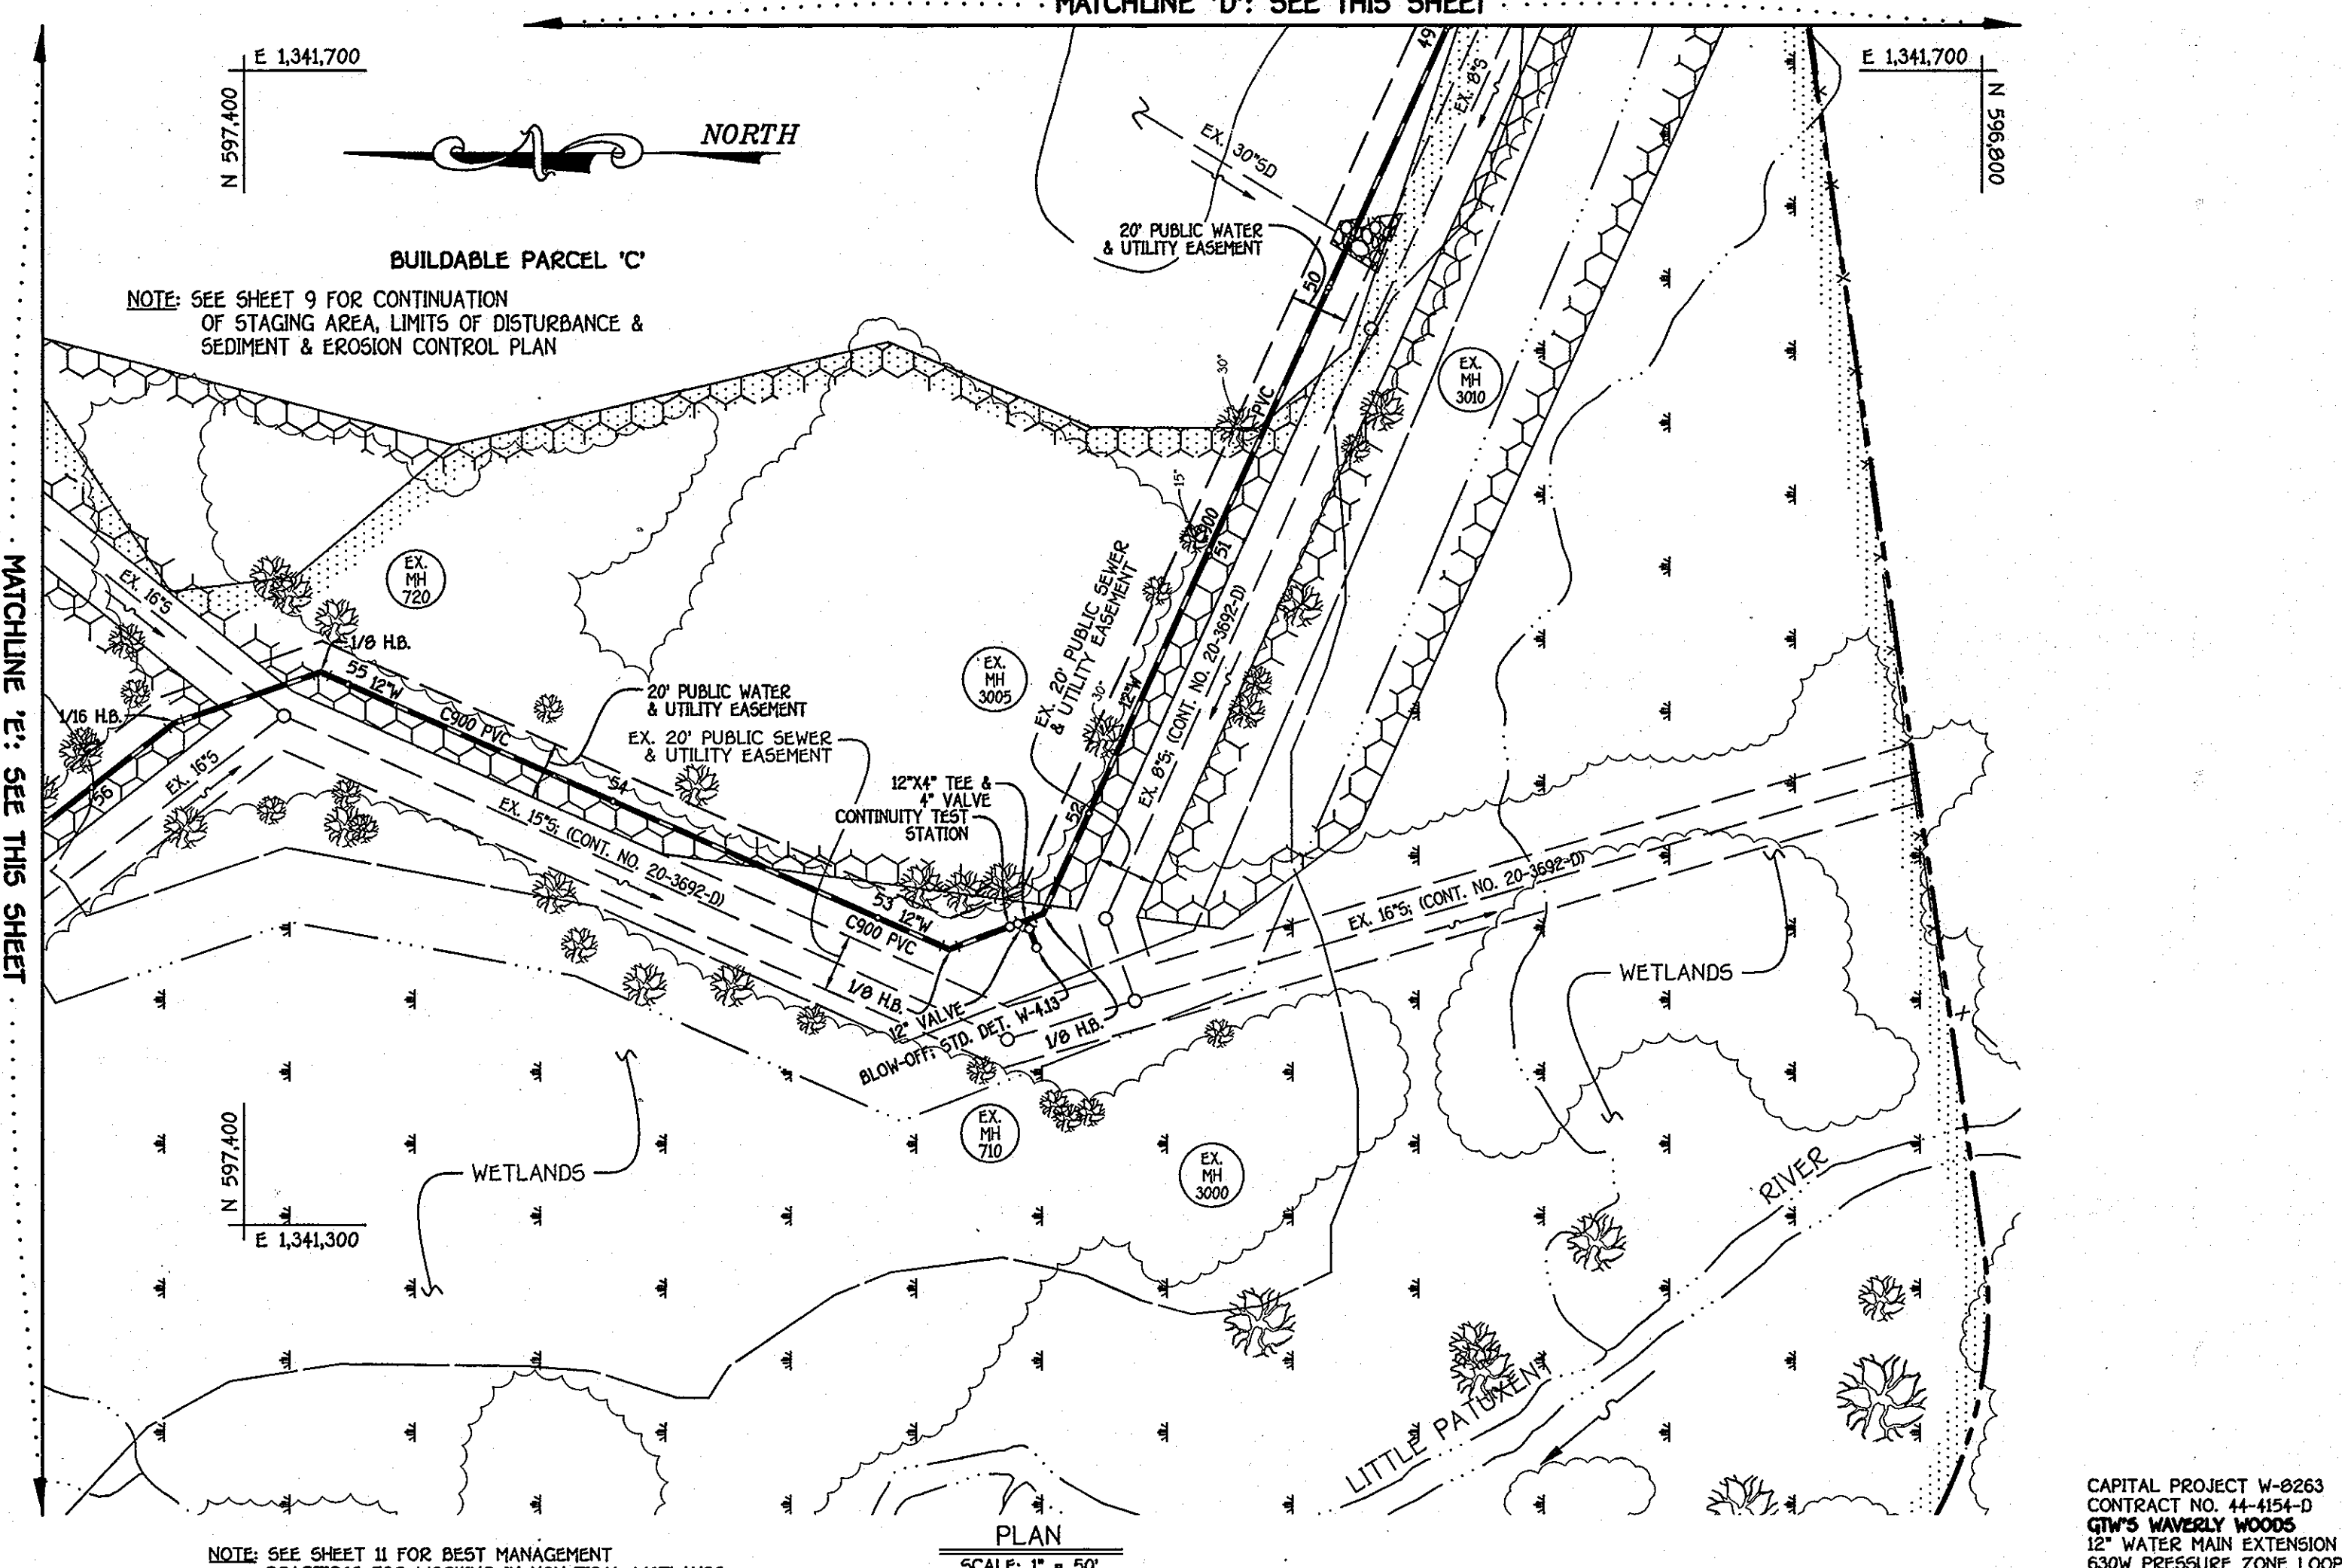 MATCHLINE 'D': SEE THIS SHEET
E 1,341,700
N 597,400
NORTH
E 1,341,700
N 596,800
49
EX. 8"S
EX. 30"SD
20' PUBLIC WATER
& UTILITY EASEMENT
50
BUILDABLE PARCEL 'C'
NOTE: SEE SHEET 9 FOR CONTINUATION
OF STAGING AREA, LIMITS OF DISTURBANCE &
SEDIMENT & EROSION CONTROL PLAN
30"
PVC
EX.
MH
3010
15"
C900
51
EX. 20' PUBLIC SEWER
& UTILITY EASEMENT
EX.
MH
720
EX. 16"S
1/8 H.B.
55 12"W
C900 PVC
1/16 H.B.
56
EX. 16"S
20' PUBLIC WATER
& UTILITY EASEMENT
EX. 20' PUBLIC SEWER
& UTILITY EASEMENT
EX.
MH
3005
30"
12"W
EX. 8"S; (CONT. NO. 20-3692-D)
52
54
EX. 15"S; (CONT. NO. 20-3692-D)
12"X4" TEE &
4" VALVE
CONTINUITY TEST
STATION
53 12"W
C900 PVC
EX. 16"S; (CONT. NO. 20-3692-D)
1/8 H.B.
12" VALVE
BLOW-OFF; STD. DET. W-4.13
1/8 H.B.
WETLANDS
MATCHLINE 'E': SEE THIS SHEET
EX.
MH
710
EX.
MH
3000
WETLANDS
N 597,400
E 1,341,300
LITTLE PATUXENT RIVER
PLAN
SCALE: 1" = 50'
NOTE: SEE SHEET 11 FOR BEST MANAGEMENT
CAPITAL PROJECT W-8263
CONTRACT NO. 44-4154-D
GTW'S WAVERLY WOODS
12" WATER MAIN EXTENSION
630W PRESSURE ZONE LOOP